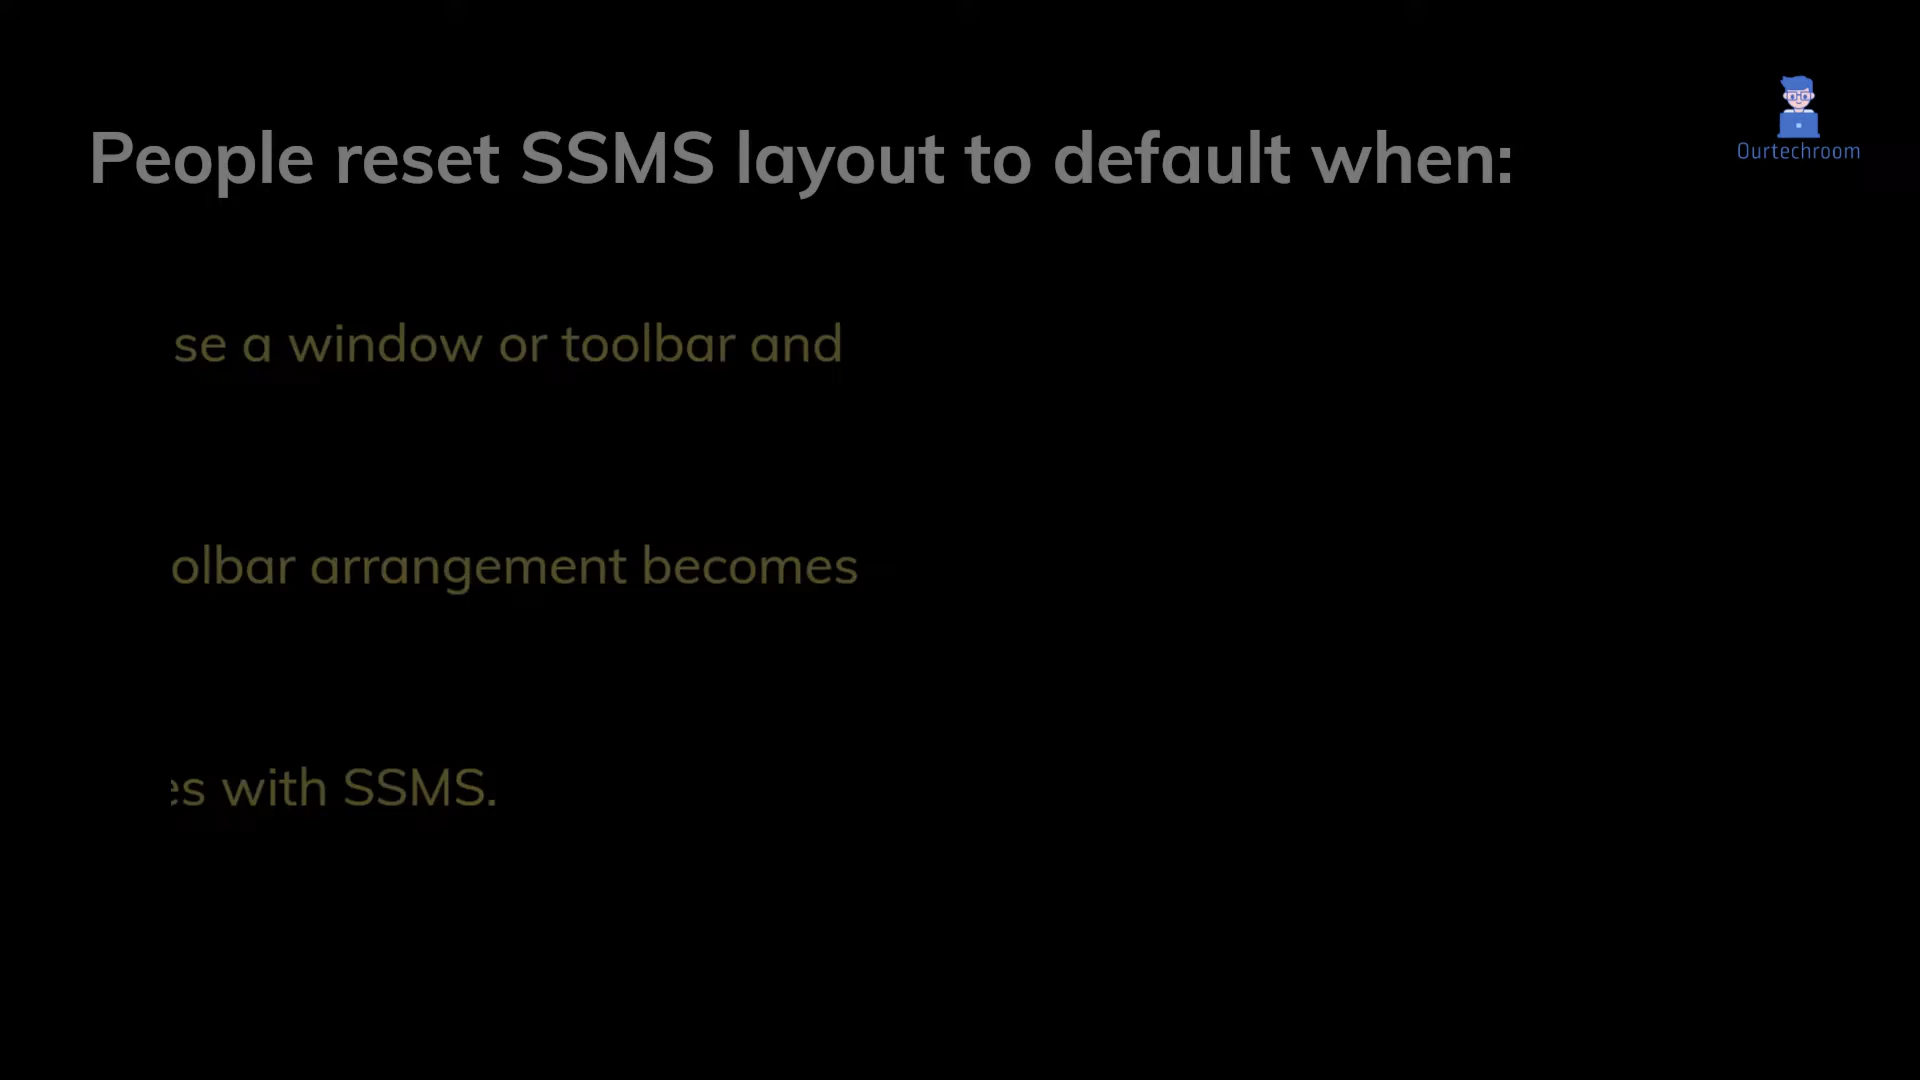 People reset SSMS layout to default when:
Ourtechroom
se a window or toolbar and
olbar arrangement becomes
es with SSMS.